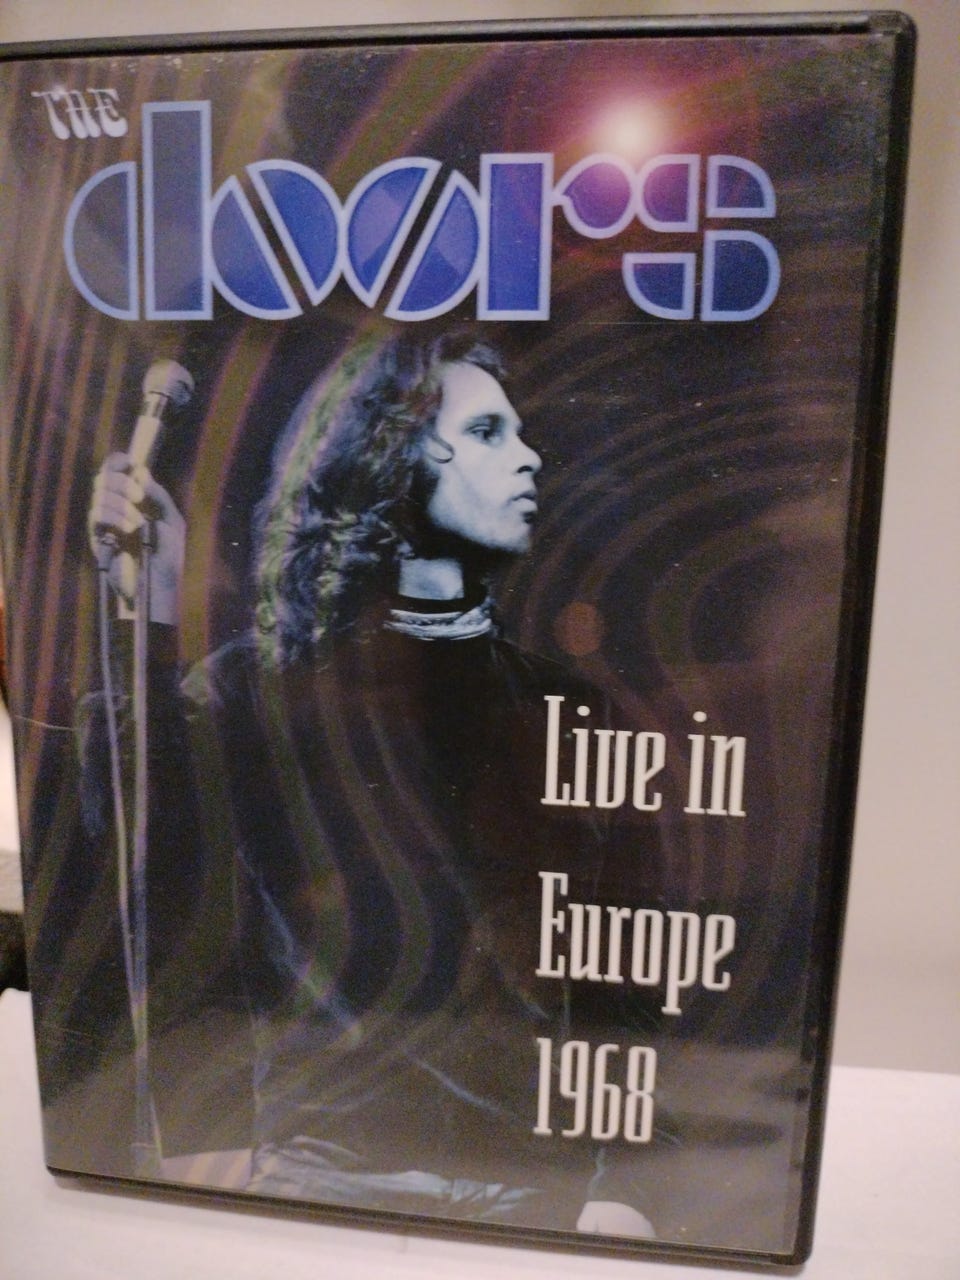 THE
doors
Live in
Europe
1968